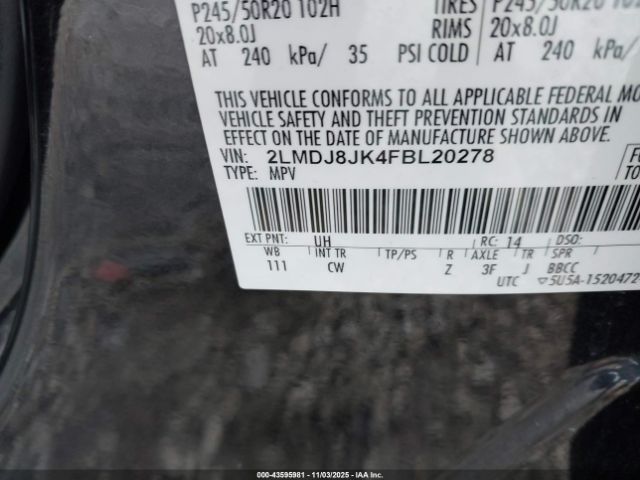 P245/50R20 102H TIRES P245/50R20 102
20x8.0J RIMS 20x8.0J
AT 240 kPa/ 35 PSI COLD AT 240 kPa/
THIS VEHICLE CONFORMS TO ALL APPLICABLE FEDERAL MO
VEHICLE SAFETY AND THEFT PREVENTION STANDARDS
EFFECT ON THE DATE OF MANUFACTURE SHOWN ABOVE.
VIN: 2LMDJ8JK4FBL20278
TYPE: MPV
EXT PNT: UH RC: 14 DSO:
WB INT TR TP/PS R AXLE TR SPR
111 CW Z 3F J BBCC
UTC ▽5U5A-1520472
000-43595981 - 11/03/2025 - IAA Inc.